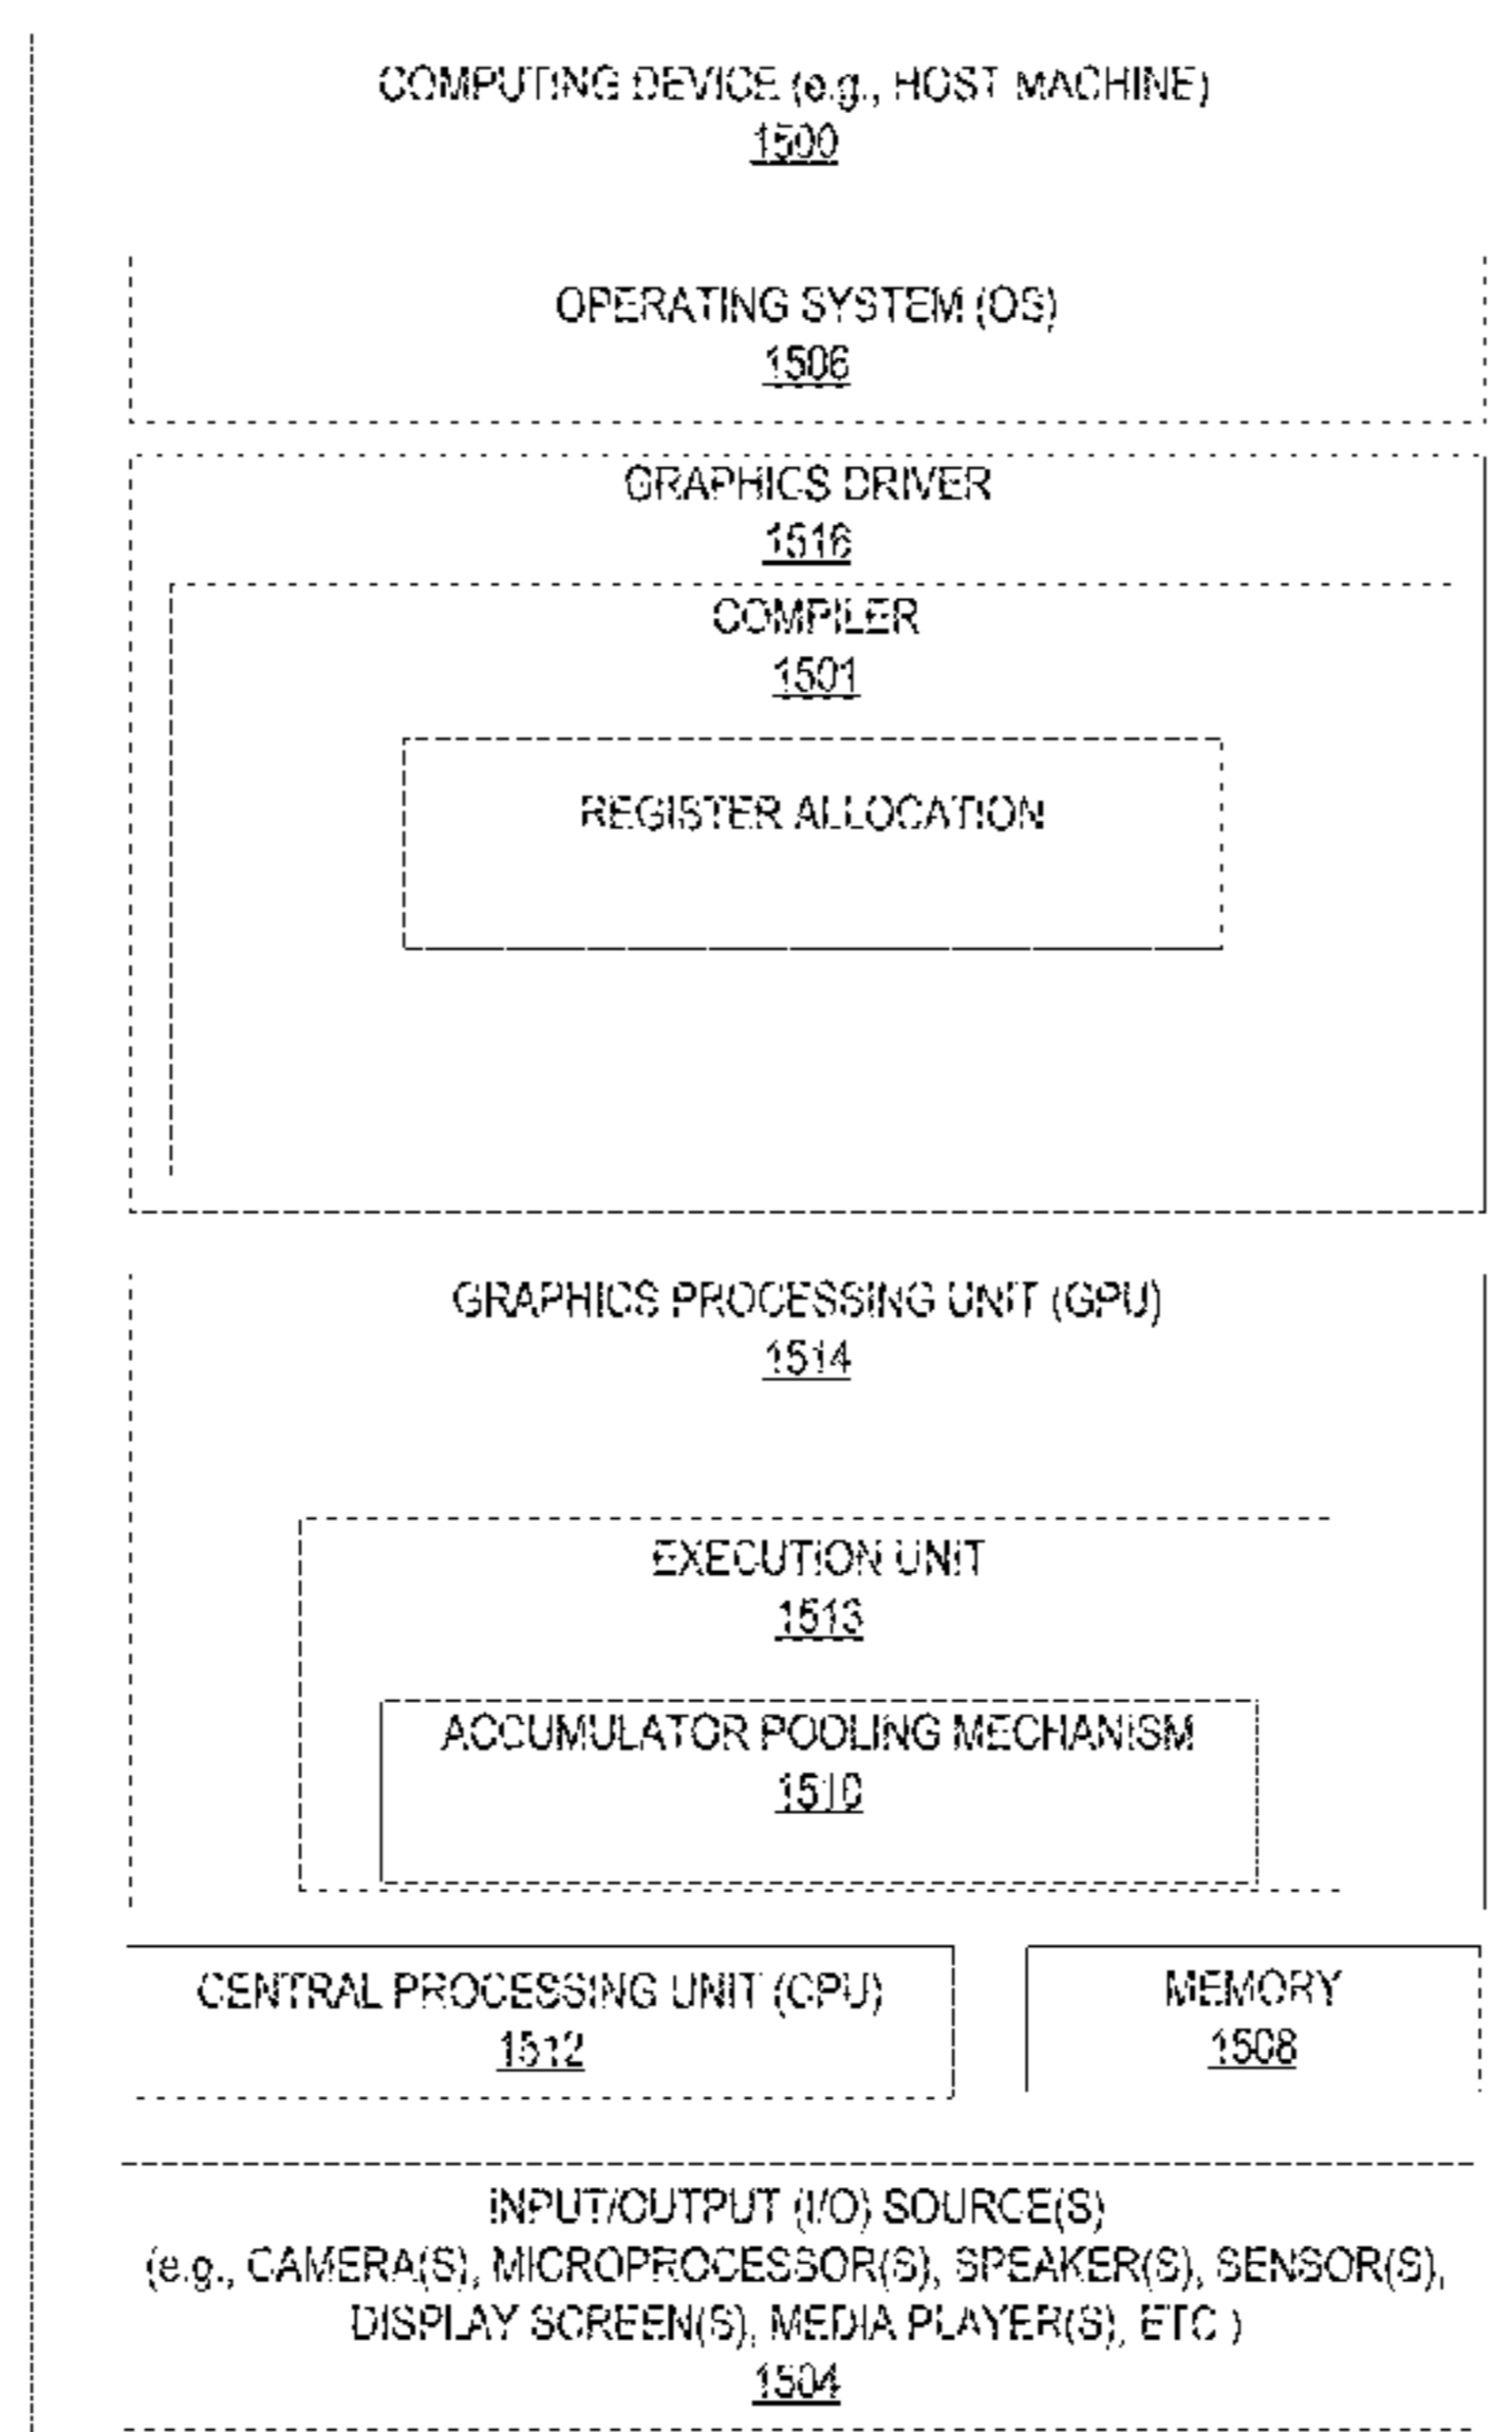 COMPUTING DEVICE (e.g., HOST MACHINE)
1500
OPERATING SYSTEM (OS)
1506
GRAPHICS DRIVER
1516
COMPILER
1501
REGISTER ALLOCATION
GRAPHICS PROCESSING UNIT (GPU)
1514
EXECUTION UNIT
1513
ACCUMULATOR POOLING MECHANISM
1510
CENTRAL PROCESSING UNIT (CPU)
1512
MEMORY
1508
INPUT/OUTPUT (I/O) SOURCE(S)
(e.g., CAMERA(S), MICROPROCESSOR(S), SPEAKER(S), SENSOR(S),
DISPLAY SCREEN(S), MEDIA PLAYER(S), ETC )
1504